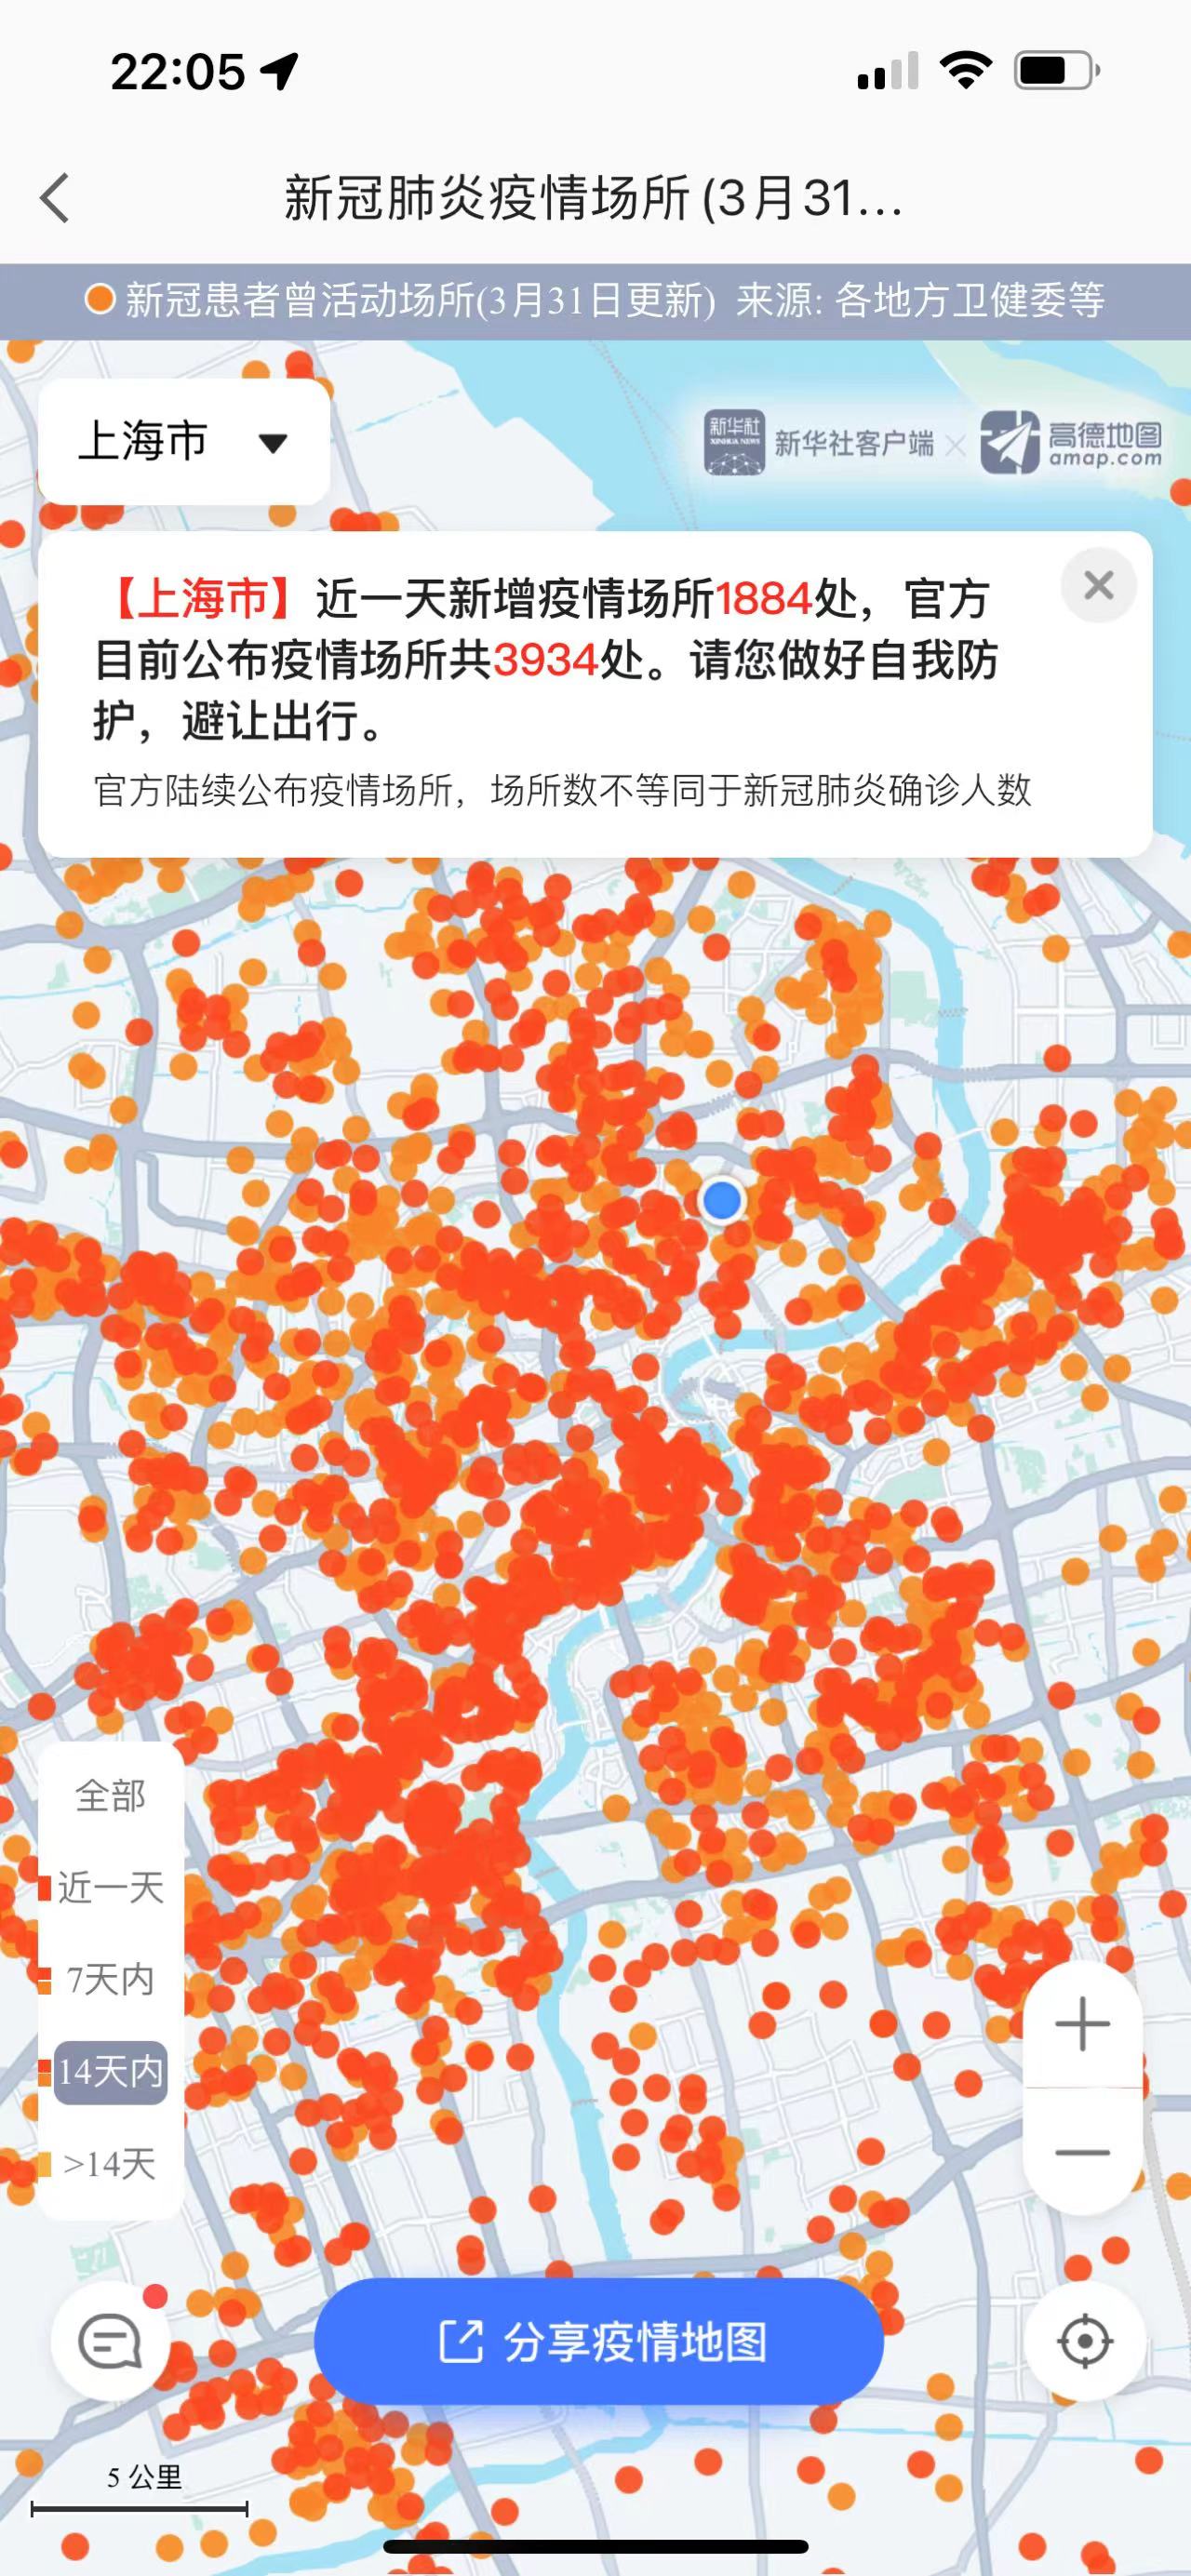 22:05
新冠肺炎疫情场所(3月31...
新冠患者曾活动场所(3月31日更新) 来源: 各地方卫健委等
上海市
新华社
XINHUA NEWS
新华社客户端
高德地图
amap.com
【上海市】近一天新增疫情场所1884处，官方
目前公布疫情场所共3934处。请您做好自我防
护，避让出行。
官方陆续公布疫情场所，场所数不等同于新冠肺炎确诊人数
全部
近一天
7天内
14天内
>14天
分享疫情地图
5 公里